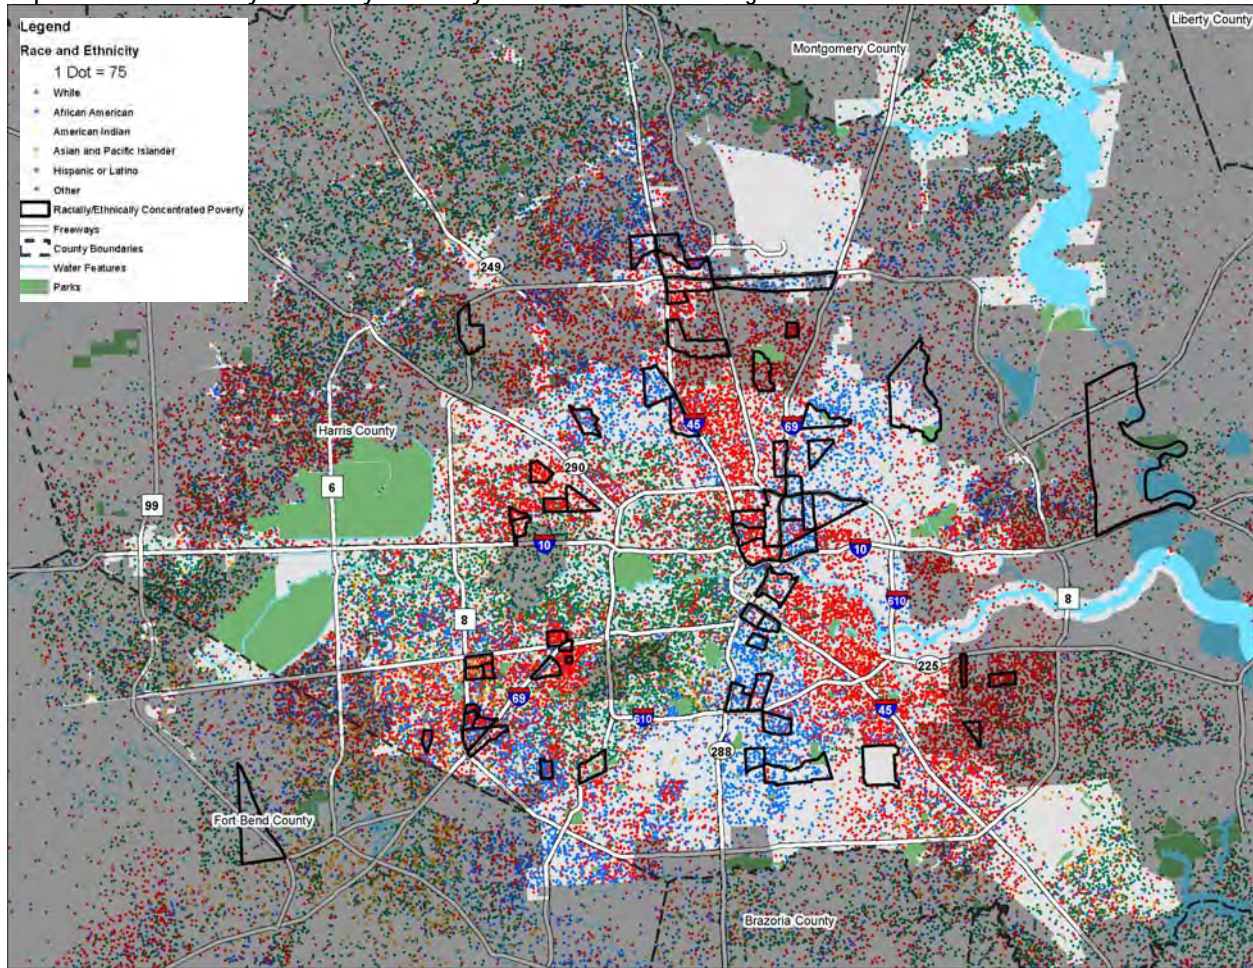 Legend
Race and Ethnicity
1 Dot = 75
White
African American
American Indian
Asian and Pacific Islander
Hispanic or Latino
Other
Racially/Ethnically Concentrated Poverty
Freeways
County Boundaries
Water Features
Parks
Liberty County
Montgomery County
249
Harris County
45
69
290
6
99
10
10
8
610
8
225
69
610
45
288
Fort Bend County
Brazoria County